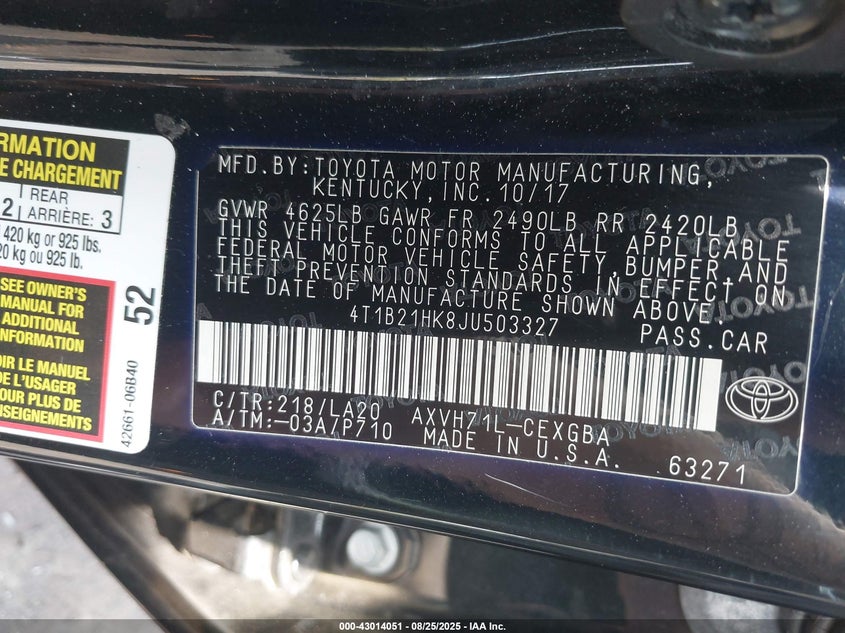 RMATION
E CHARGEMENT
2 REAR
ARRIÈRE: 3
420 kg or 925 lbs.
20 kg ou 925 lb.
SEE OWNER'S
MANUAL FOR
ADDITIONAL
INFORMATION
OIR LE MANUEL
DE L'USAGER
POUR PLUS DE
SEIGNEMENTS
52
42661-06B40
MFD.BY:TOYOTA MOTOR MANUFACTURING,
KENTUCKY, INC. 10/17
GVWR 4625LB GAWR FR 2490LB RR 2420LB
THIS VEHICLE CONFORMS TO ALL APPLICABLE
FEDERAL MOTOR VEHICLE SAFETY, BUMPER AND
THEFT PREVENTION STANDARDS IN EFFECT ON
THE DATE OF MANUFACTURE SHOWN ABOVE.
4T1B21HK8JU503327 PASS.CAR
C/TR:218/LA20 AXVH71L-CEXGBA
A/TM:-03A/P710 MADE IN U.S.A. 63271
000-43014051 - 08/25/2025 - IAA Inc.